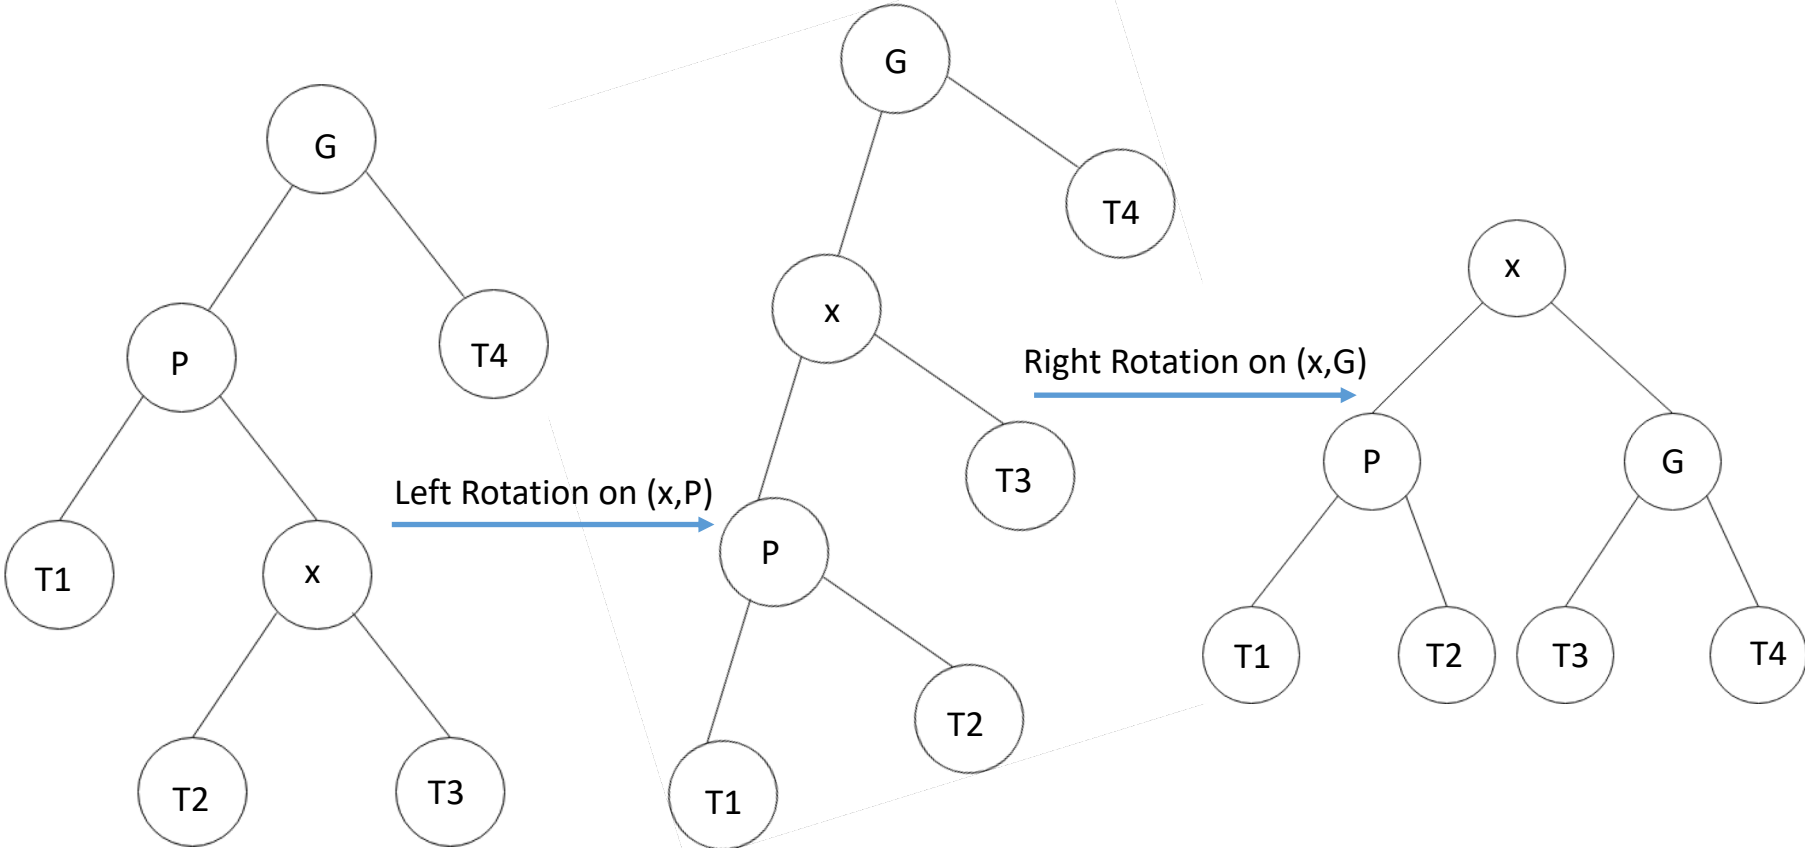 G
P
T4
T1
x
T2
T3
Left Rotation on (x,P)
G
T4
x
T3
P
T2
T1
Right Rotation on (x,G)
x
P
G
T1
T2
T3
T4